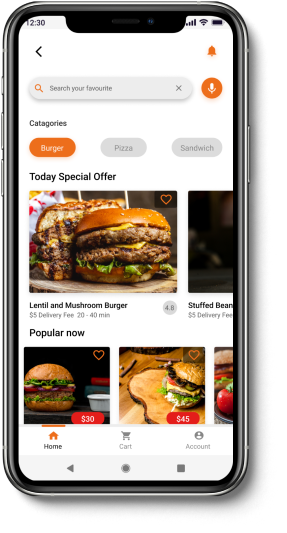 12:30
Search your favourite
Catagories
Burger
Pizza
Sandwich
Today Special Offer
Lentil and Mushroom Burger
$5 Delivery Fee 20 - 40 min
4.8
Stuffed Bean
$5 Delivery Fee
Popular now
$30
$45
Home
Cart
Account